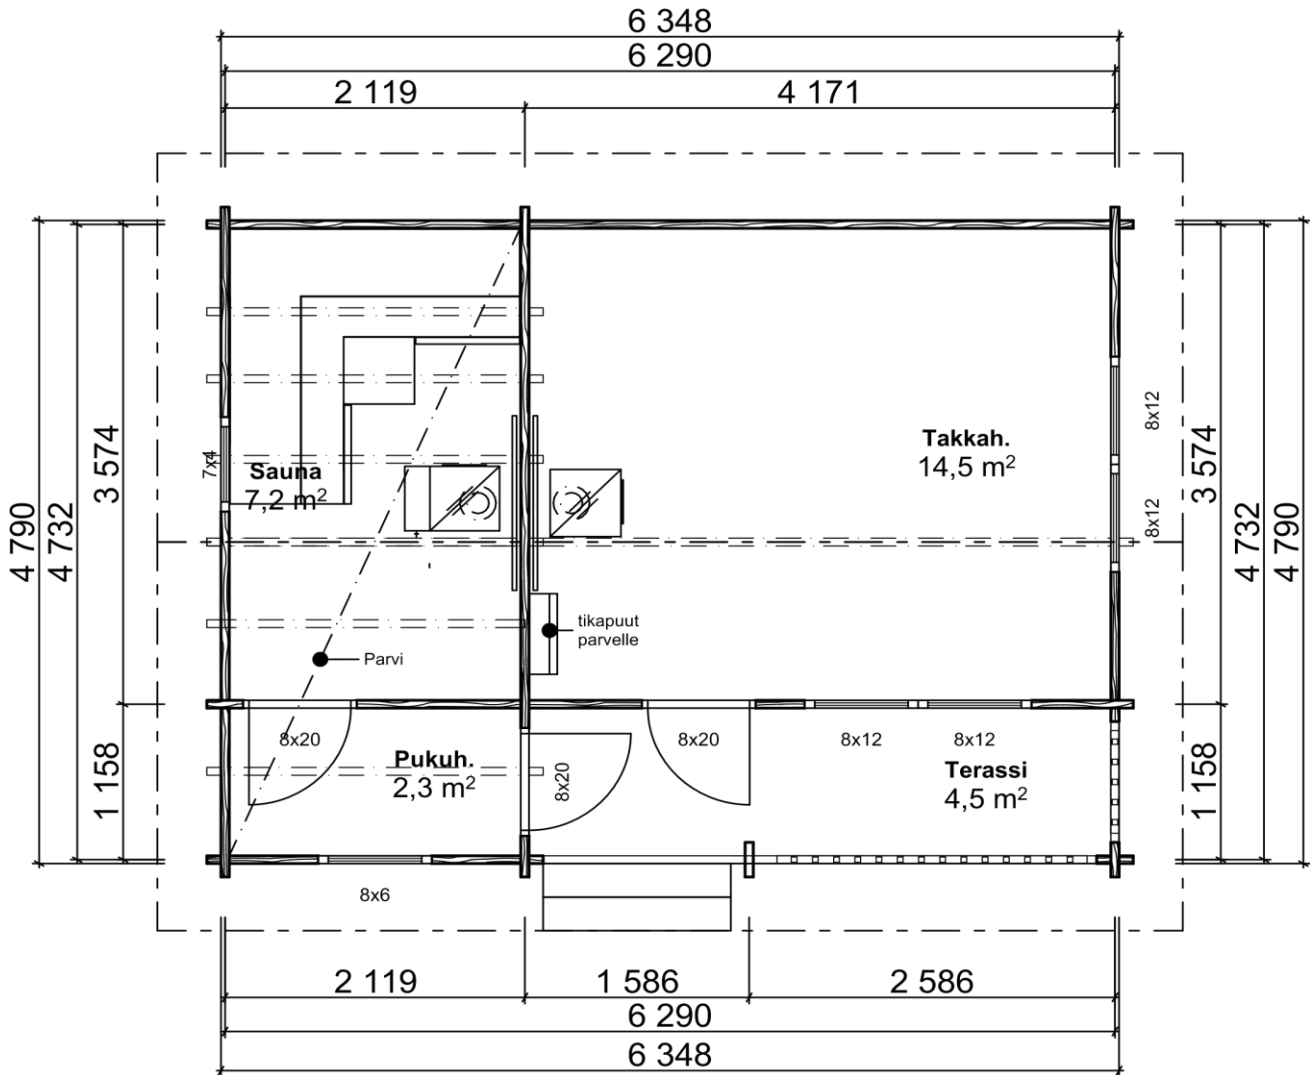 6 348
6 290
2 119
4 171
4 790
4 732
3 574
1 158
7x4
Sauna
7,2 m²
Takkah.
14,5 m²
8x12
8x12
3 574
4 732
4 790
1 158
tikapuut
parvelle
Parvi
8x20
Pukuh.
2,3 m²
8x20
8x20
8x12
8x12
Terassi
4,5 m²
8x6
2 119
1 586
2 586
6 290
6 348